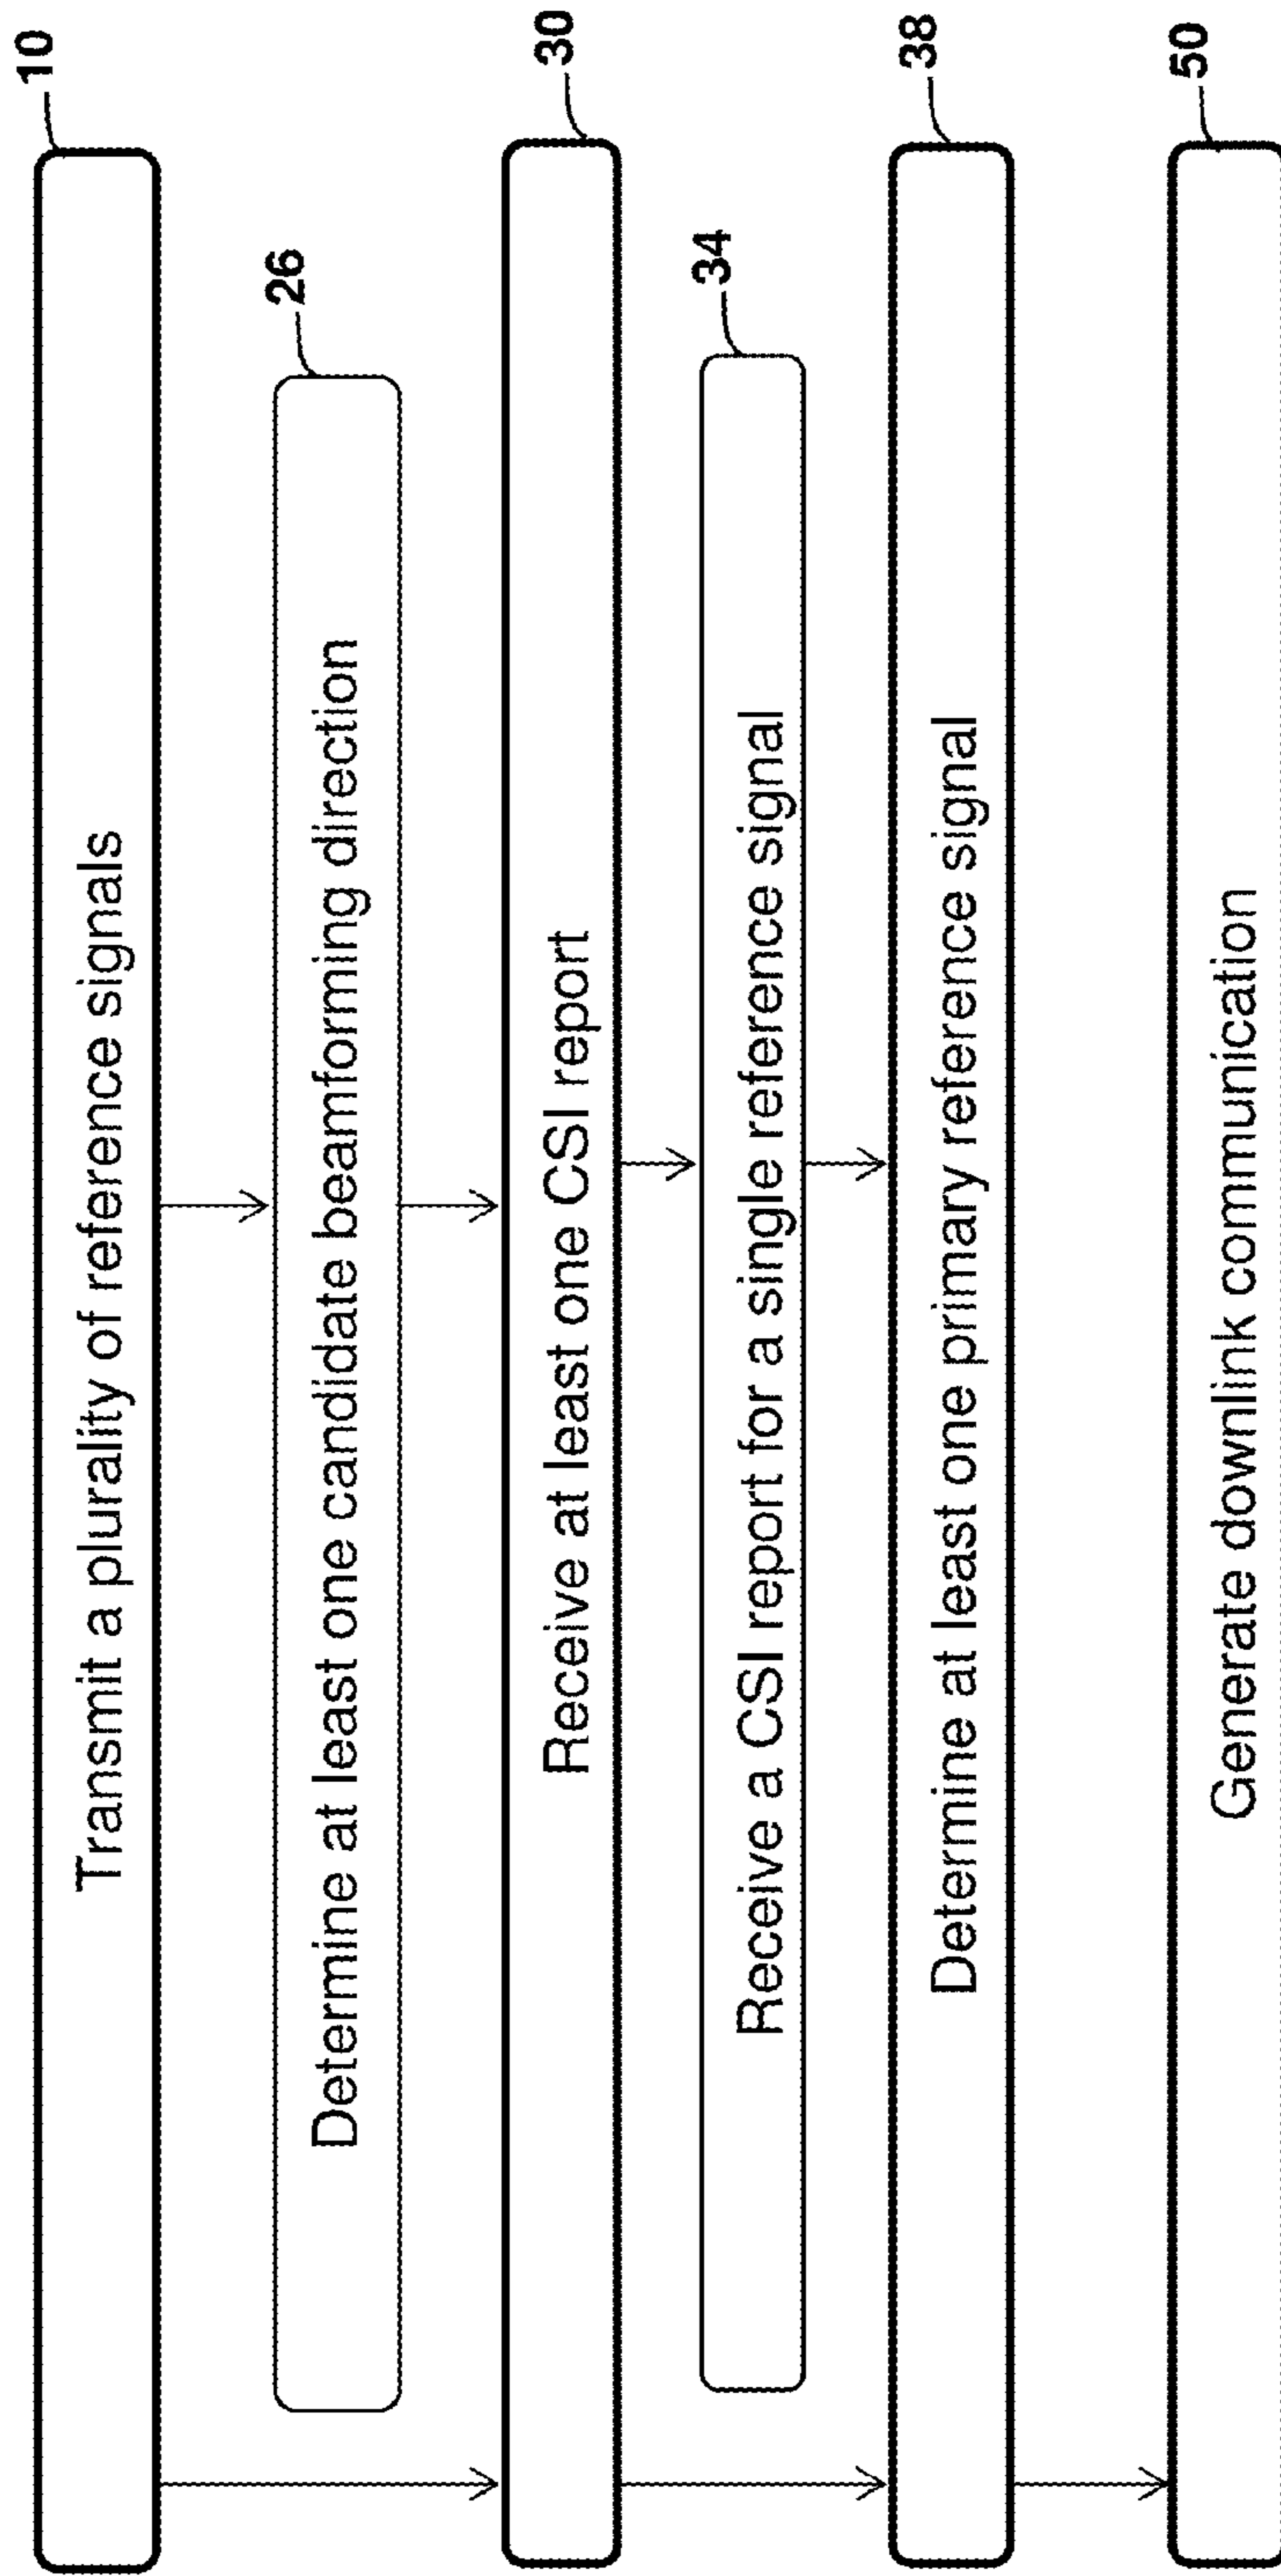 Transmit a plurality of reference signals
10
Determine at least one candidate beamforming direction
26
Receive at least one CSI report
30
Receive a CSI report for a single reference signal
34
Determine at least one primary reference signal
38
Generate downlink communication
50